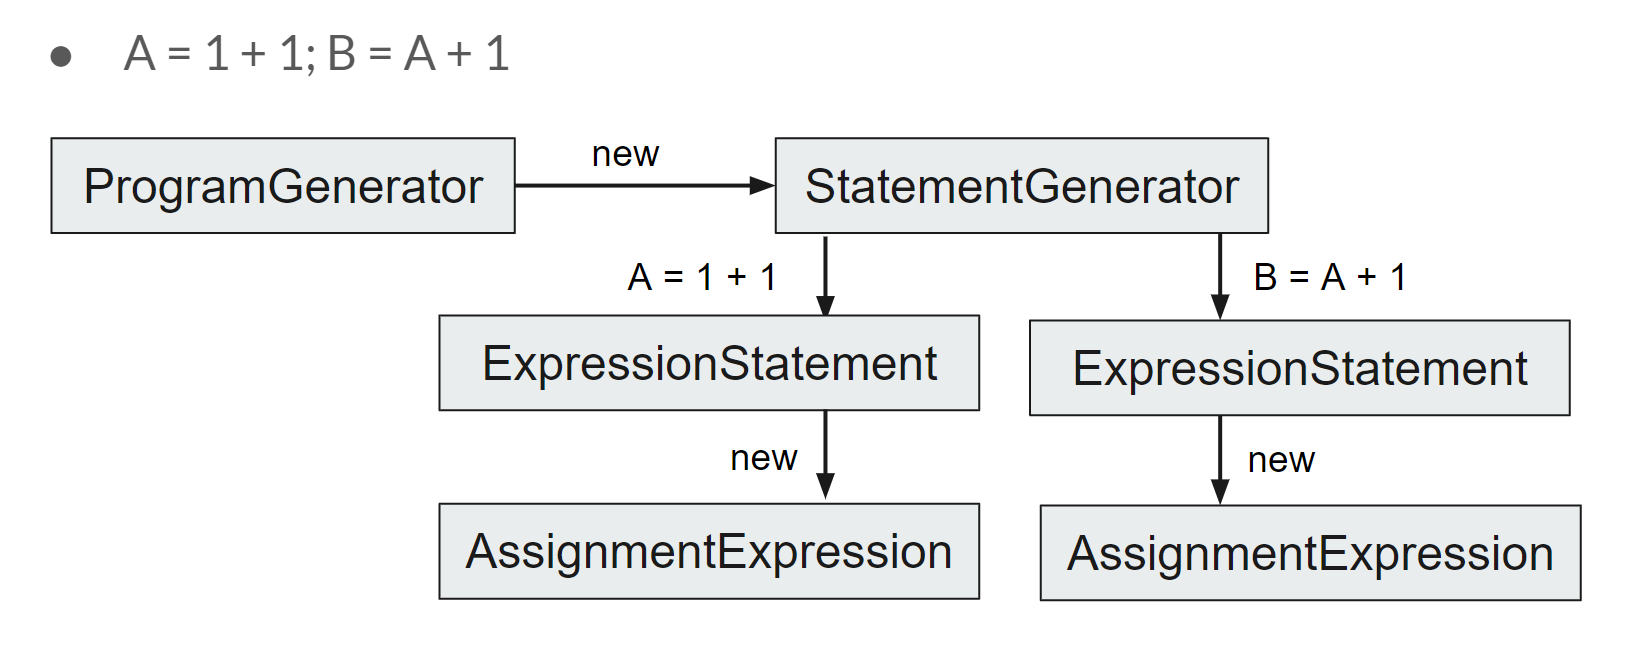 ● A = 1 + 1; B = A + 1
ProgramGenerator
new
StatementGenerator
A = 1 + 1
B = A + 1
ExpressionStatement
ExpressionStatement
new
new
AssignmentExpression
AssignmentExpression